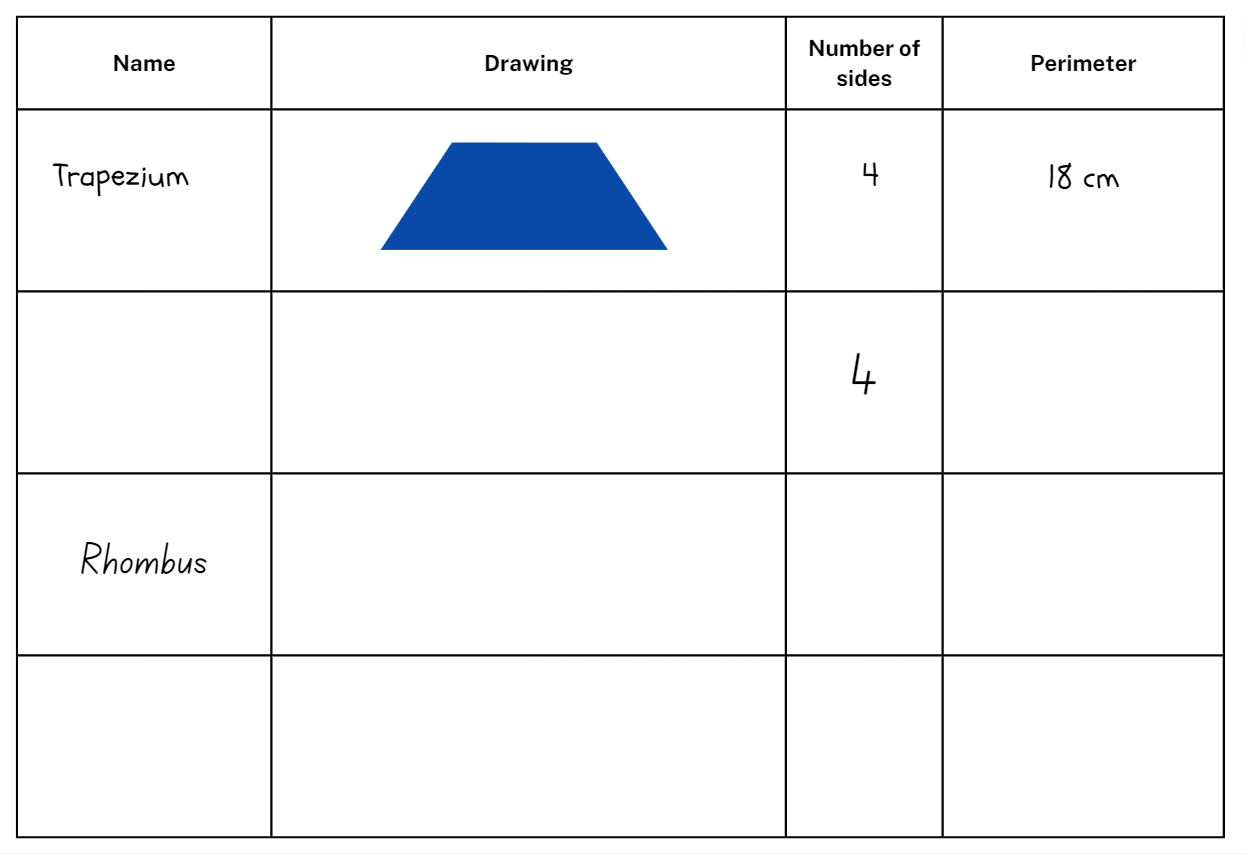 Name
Drawing
Number of
sides
Perimeter
Trapezium
4
18 cm
4
Rhombus